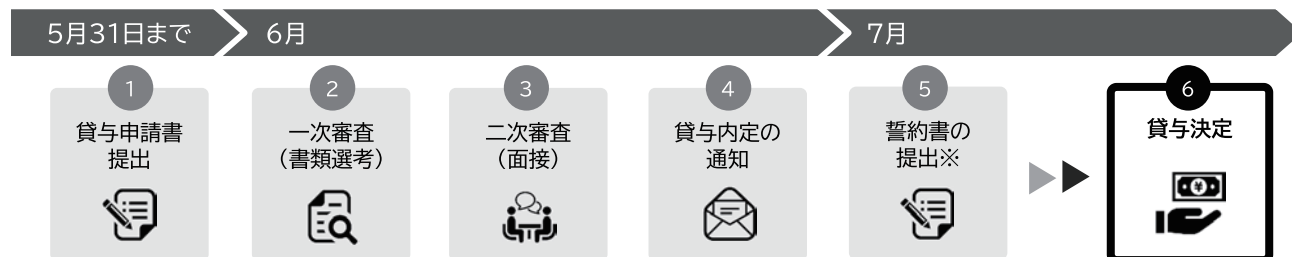 5月31日まで
6月
7月
1
貸与申請書
提出
2
一次審査
（書類選考）
3
二次審査
（面接）
4
貸与内定の
通知
5
誓約書の
提出※
6
貸与決定
¥